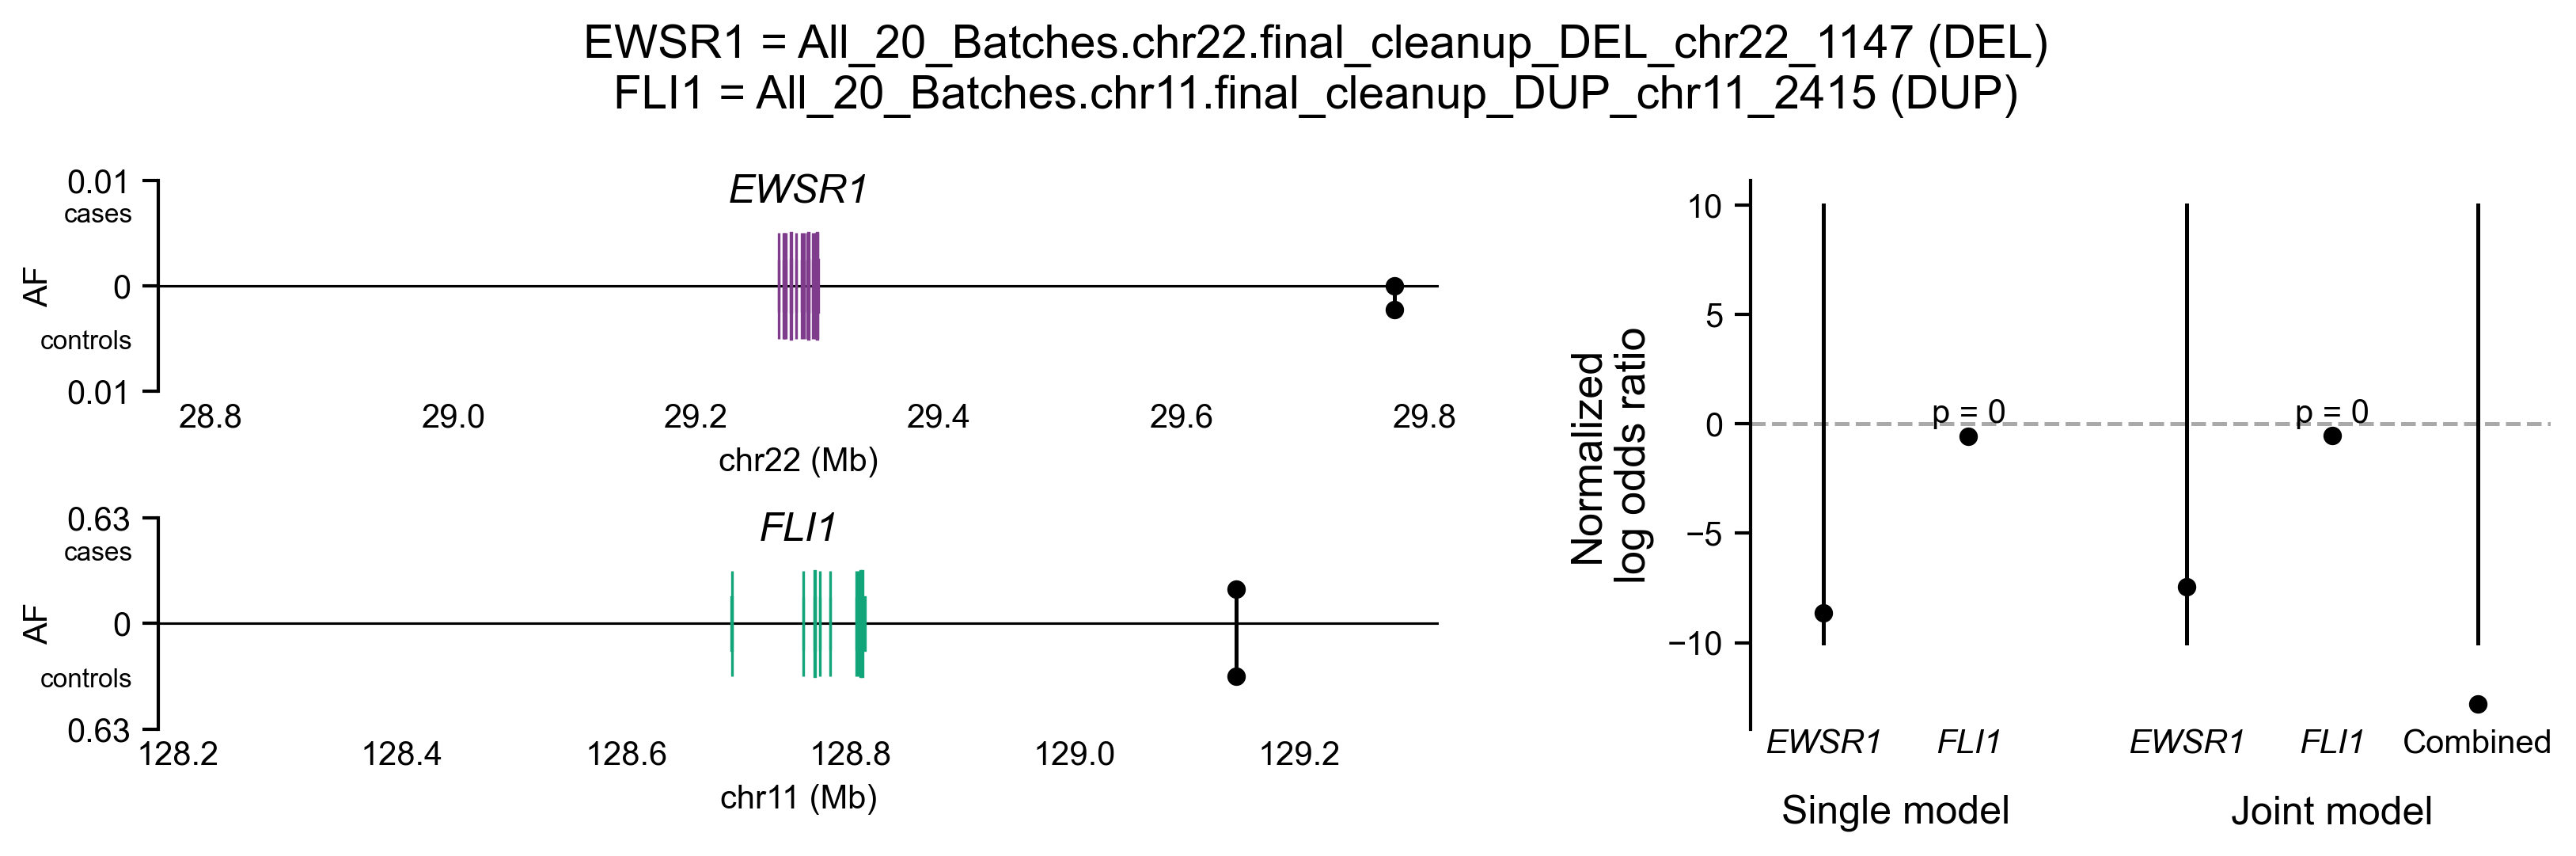 EWSR1 = All_20_Batches.chr22.final_cleanup_DEL_chr22_1147 (DEL)
FLI1 = All_20_Batches.chr11.final_cleanup_DUP_chr11_2415 (DUP)
EWSR1
0.01
cases
AF
0
controls
0.01
28.8 29.0 29.2 29.4 29.6 29.8
chr22 (Mb)
FLI1
0.63
cases
AF
0
controls
0.63
128.2 128.4 128.6 128.8 129.0 129.2
chr11 (Mb)
Normalized
log odds ratio
10
5
0
−5
−10
p = 0
p = 0
EWSR1 FLI1 EWSR1 FLI1 Combined
Single model Joint model